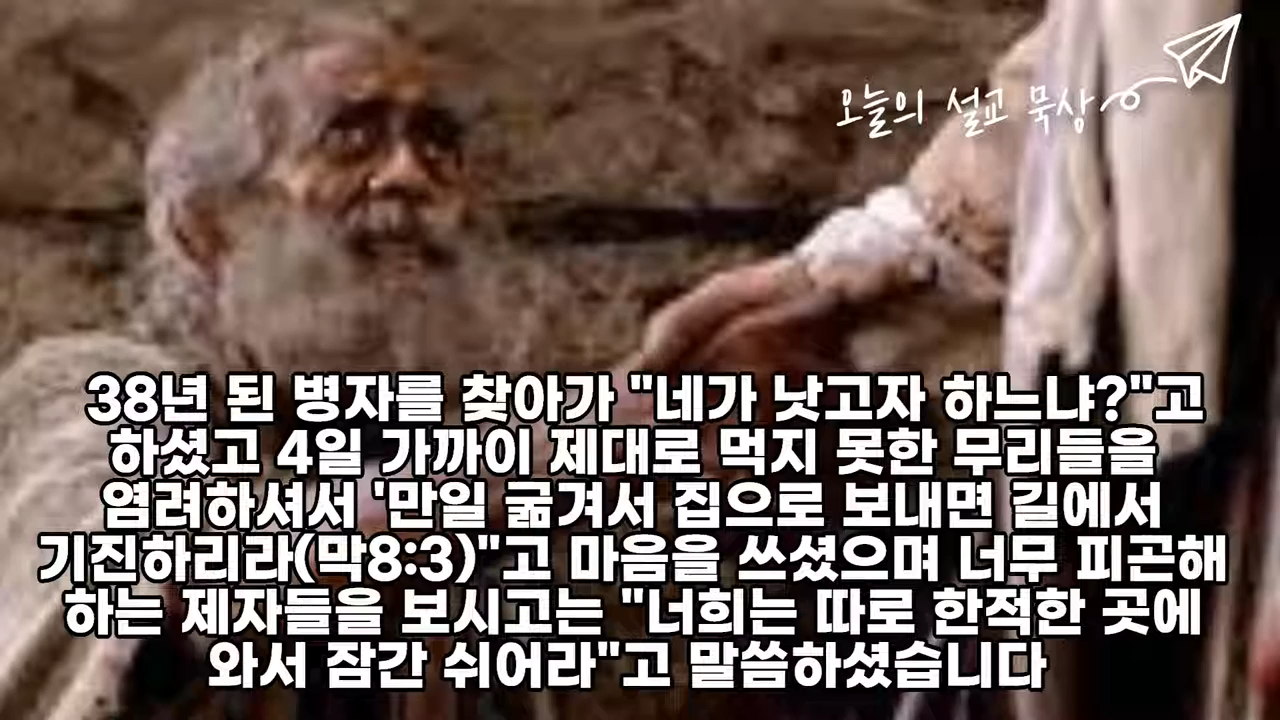 오늘의 설교 묵상
38년 된 병자를 찾아가 "네가 낫고자 하느냐?"고
하셨고 4일 가까이 제대로 먹지 못한 무리들을
염려하셔서 '만일 굶겨서 집으로 보내면 길에서
기진하리라(막8:3)"고 마음을 쓰셨으며 너무 피곤해
하는 제자들을 보시고는 "너희는 따로 한적한 곳에
와서 잠간 쉬어라"고 말씀하셨습니다